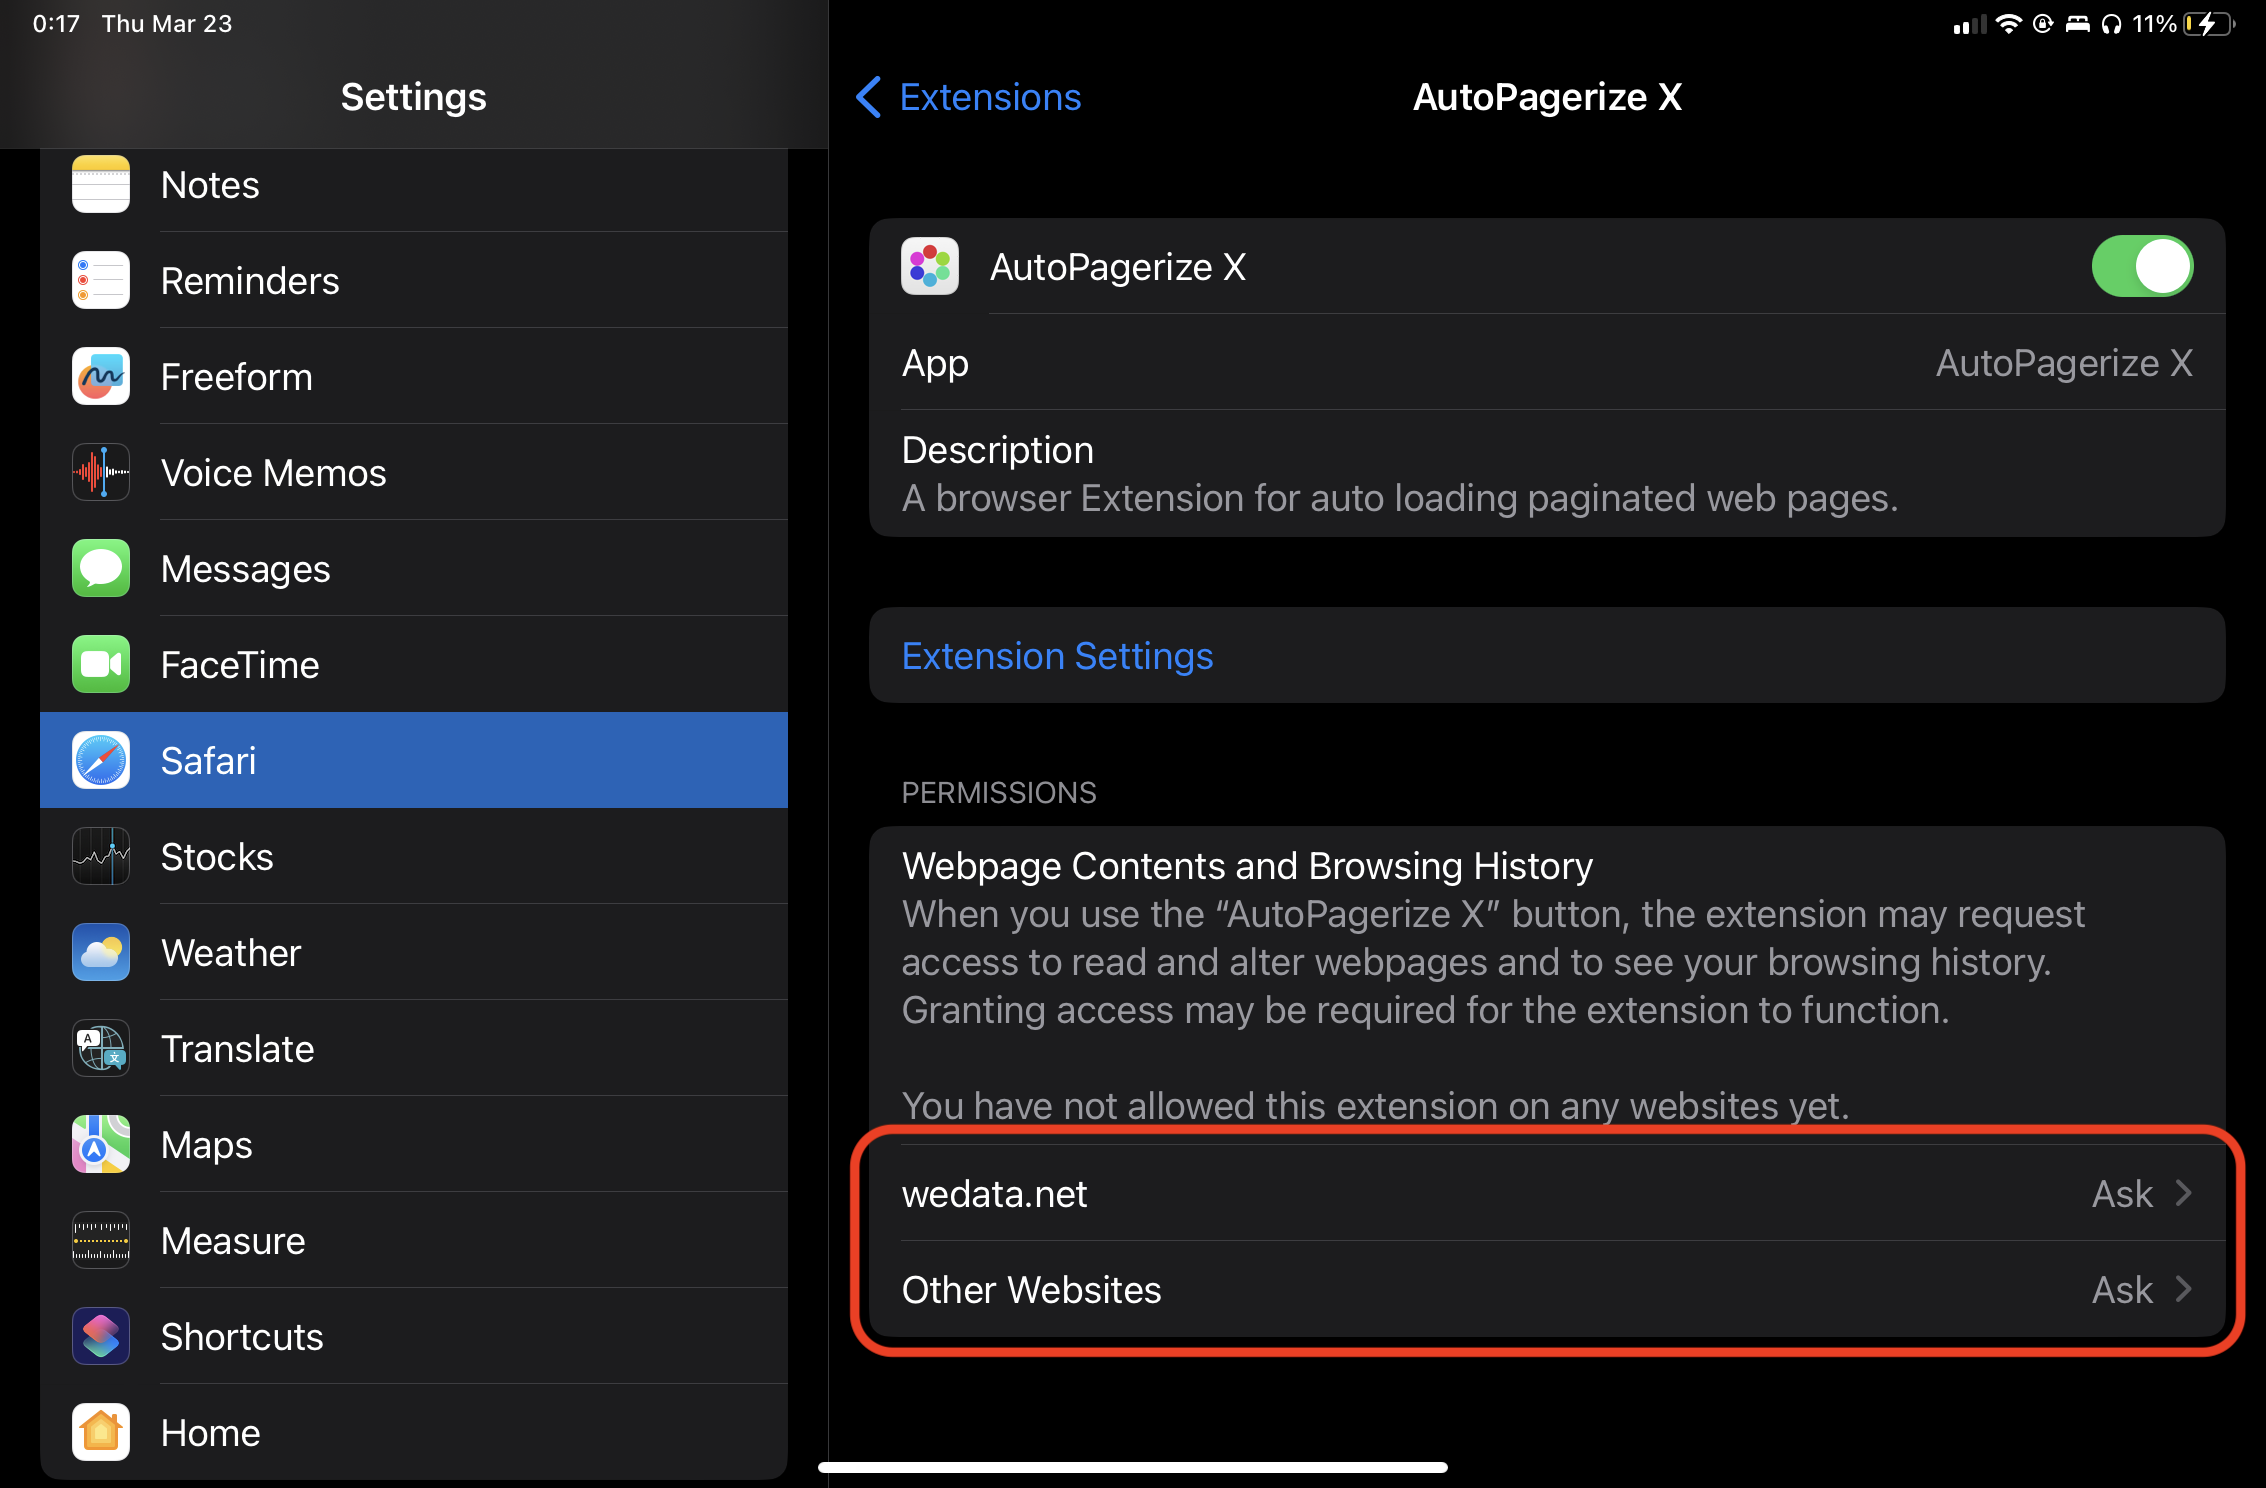 0:17 Thu Mar 23
11%
Settings
Notes
Reminders
Freeform
Voice Memos
Messages
FaceTime
Safari
Stocks
Weather
Translate
Maps
Measure
Shortcuts
Home
Extensions
AutoPagerize X
AutoPagerize X
App AutoPagerize X
Description
A browser Extension for auto loading paginated web pages.
Extension Settings
PERMISSIONS
Webpage Contents and Browsing History
When you use the “AutoPagerize X” button, the extension may request
access to read and alter webpages and to see your browsing history.
Granting access may be required for the extension to function.
You have not allowed this extension on any websites yet.
wedata.net Ask
Other Websites Ask